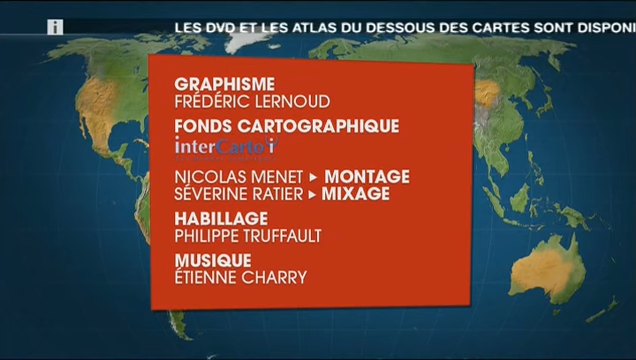 i LES DVD ET LES ATLAS DU DESSOUS DES CARTES SONT DISPONI
GRAPHISME
FRÉDÉRIC LERNOUD
FONDS CARTOGRAPHIQUE
interCarto
NICOLAS MENET ▸ MONTAGE
SÉVERINE RATIER ▸ MIXAGE
HABILLAGE
PHILIPPE TRUFFAULT
MUSIQUE
ÉTIENNE CHARRY